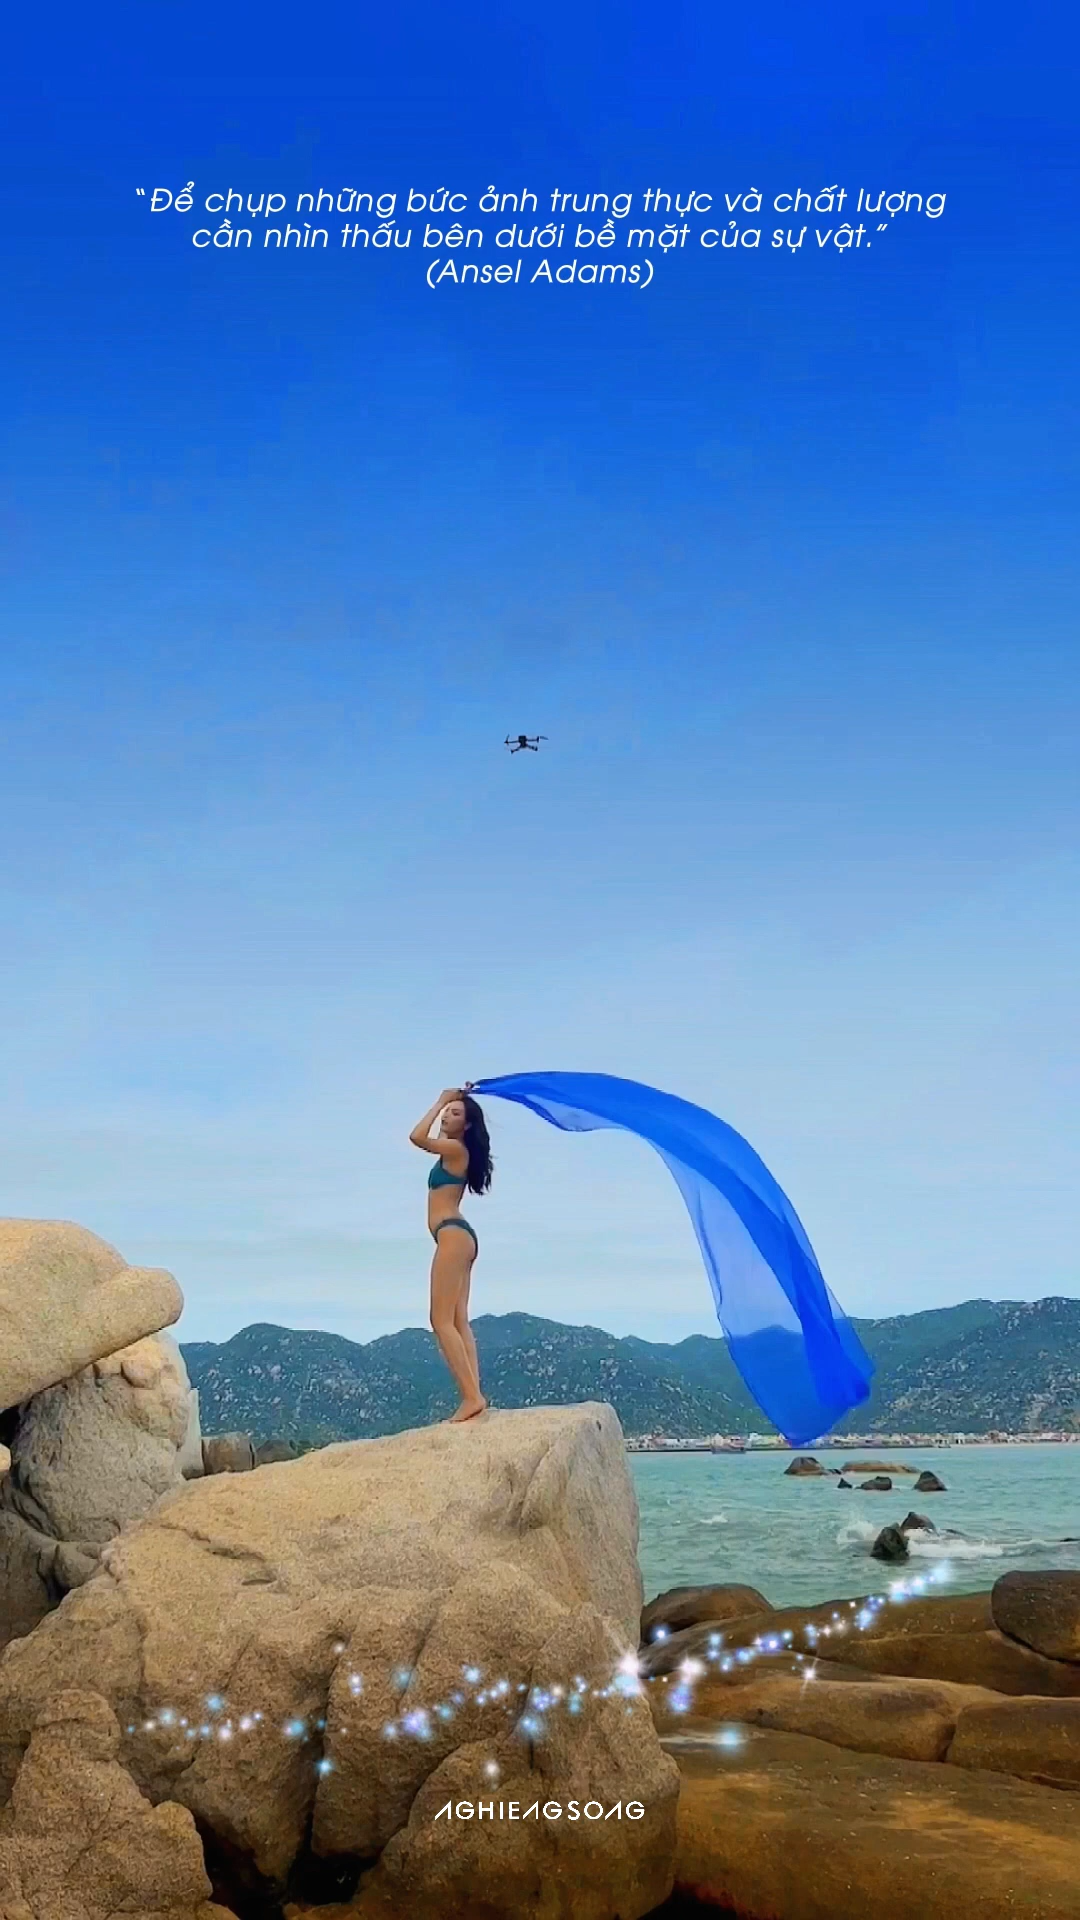 “Để chụp những bức ảnh trung thực và chất lượng
cần nhìn thấu bên dưới bề mặt của sự vật.”
(Ansel Adams)
NGHIENGSONG